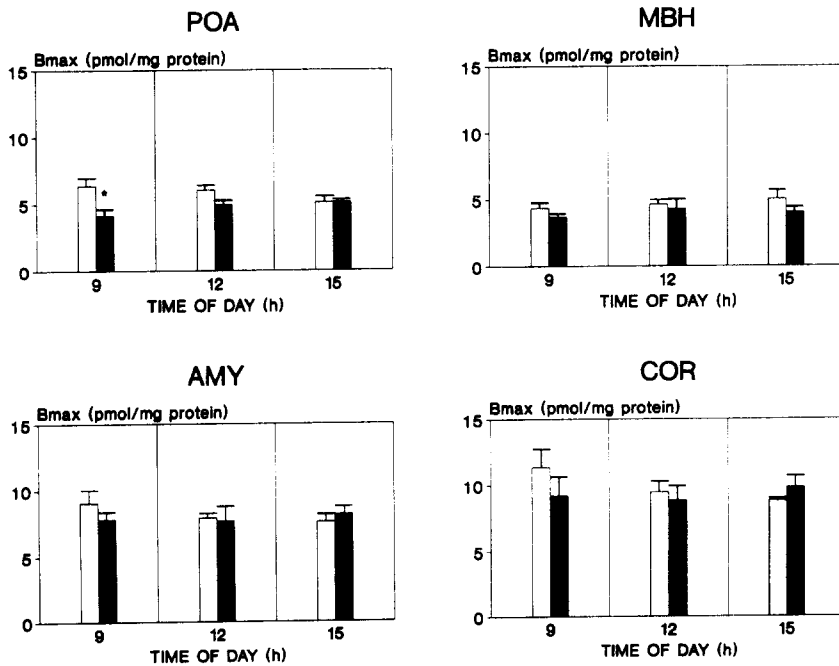 POA
Bmax (pmol/mg protein)
15
10
5
0
*
9 12 15
TIME OF DAY (h)
MBH
Bmax (pmol/mg protein)
15
10
5
0
9 12 15
TIME OF DAY (h)
AMY
Bmax (pmol/mg protein)
15
10
5
0
9 12 15
TIME OF DAY (h)
COR
Bmax (pmol/mg protein)
15
10
5
0
9 12 15
TIME OF DAY (h)